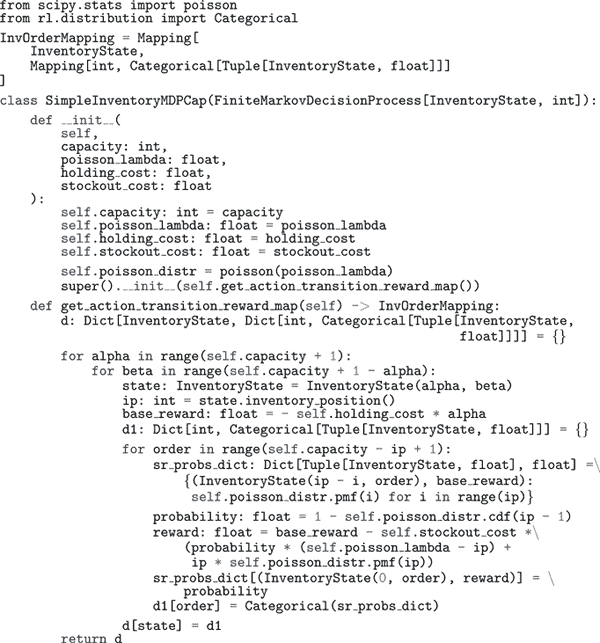 from scipy.stats import poisson
from rl.distribution import Categorical
InvOrderMapping = Mapping[
    InventoryState,
    Mapping[int, Categorical[Tuple[InventoryState, float]]]
]
class SimpleInventoryMDPCap(FiniteMarkovDecisionProcess[InventoryState, int]):
    def __init__(
        self,
        capacity: int,
        poisson_lambda: float,
        holding_cost: float,
        stockout_cost: float
    ):
        self.capacity: int = capacity
        self.poisson_lambda: float = poisson_lambda
        self.holding_cost: float = holding_cost
        self.stockout_cost: float = stockout_cost
        self.poisson_distr = poisson(poisson_lambda)
        super().__init__(self.get_action_transition_reward_map())
    def get_action_transition_reward_map(self) -> InvOrderMapping:
        d: Dict[InventoryState, Dict[int, Categorical[Tuple[InventoryState,
                                                            float]]]] = {}
        for alpha in range(self.capacity + 1):
            for beta in range(self.capacity + 1 - alpha):
                state: InventoryState = InventoryState(alpha, beta)
                ip: int = state.inventory_position()
                base_reward: float = - self.holding_cost * alpha
                d1: Dict[int, Categorical[Tuple[InventoryState, float]]] = {}
                for order in range(self.capacity - ip + 1):
                    sr_probs_dict: Dict[Tuple[InventoryState, float], float] =\
                        {(InventoryState(ip - i, order), base_reward):
                         self.poisson_distr.pmf(i) for i in range(ip)}
                    probability: float = 1 - self.poisson_distr.cdf(ip - 1)
                    reward: float = base_reward - self.stockout_cost *\
                        (probability * (self.poisson_lambda - ip) +
                         ip * self.poisson_distr.pmf(ip))
                    sr_probs_dict[(InventoryState(0, order), reward)] = \
                        probability
                    d1[order] = Categorical(sr_probs_dict)
                d[state] = d1
        return d